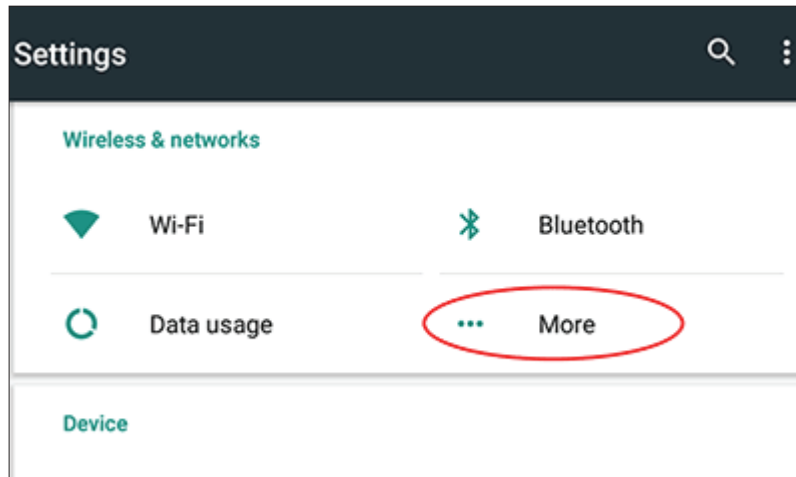 Settings
Wireless & networks
Wi-Fi
Bluetooth
Data usage
More
Device